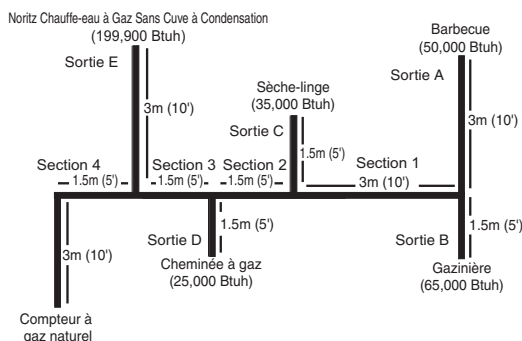 Noritz Chauffe-eau à Gaz Sans Cuve à Condensation
(199,900 Btuh)
Sortie E
3m (10')
Barbecue
(50,000 Btuh)
Sortie A
3m (10')
Sèche-linge
(35,000 Btuh)
Sortie C
1.5m (5')
Section 4
1.5m (5')
Section 3
1.5m (5')
Section 2
1.5m (5')
Section 1
3m (10')
3m (10')
Compteur à
gaz naturel
Sortie D
1.5m (5')
Cheminée à gaz
(25,000 Btuh)
Sortie B
1.5m (5')
Gazinière
(65,000 Btuh)